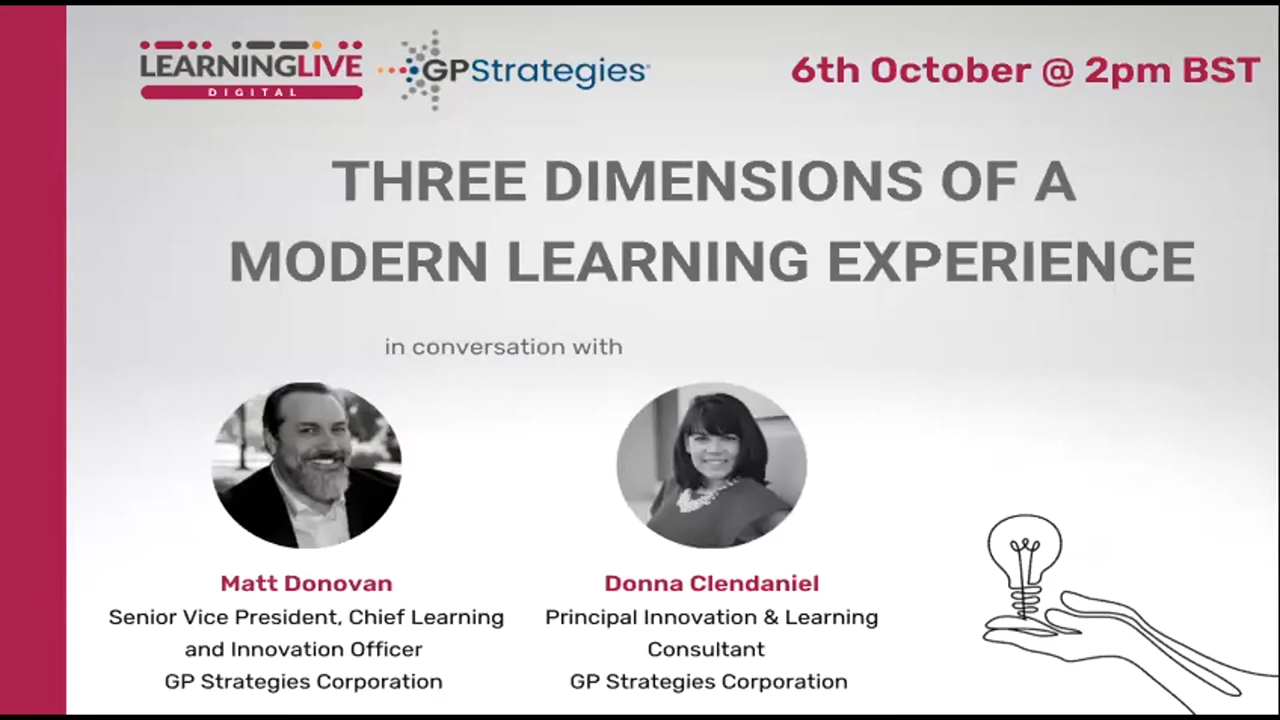 LEARNINGLIVE
DIGITAL
GPStrategies
6th October @ 2pm BST
THREE DIMENSIONS OF A
MODERN LEARNING EXPERIENCE
in conversation with
Matt Donovan
Senior Vice President, Chief Learning
and Innovation Officer
GP Strategies Corporation
Donna Clendaniel
Principal Innovation & Learning
Consultant
GP Strategies Corporation